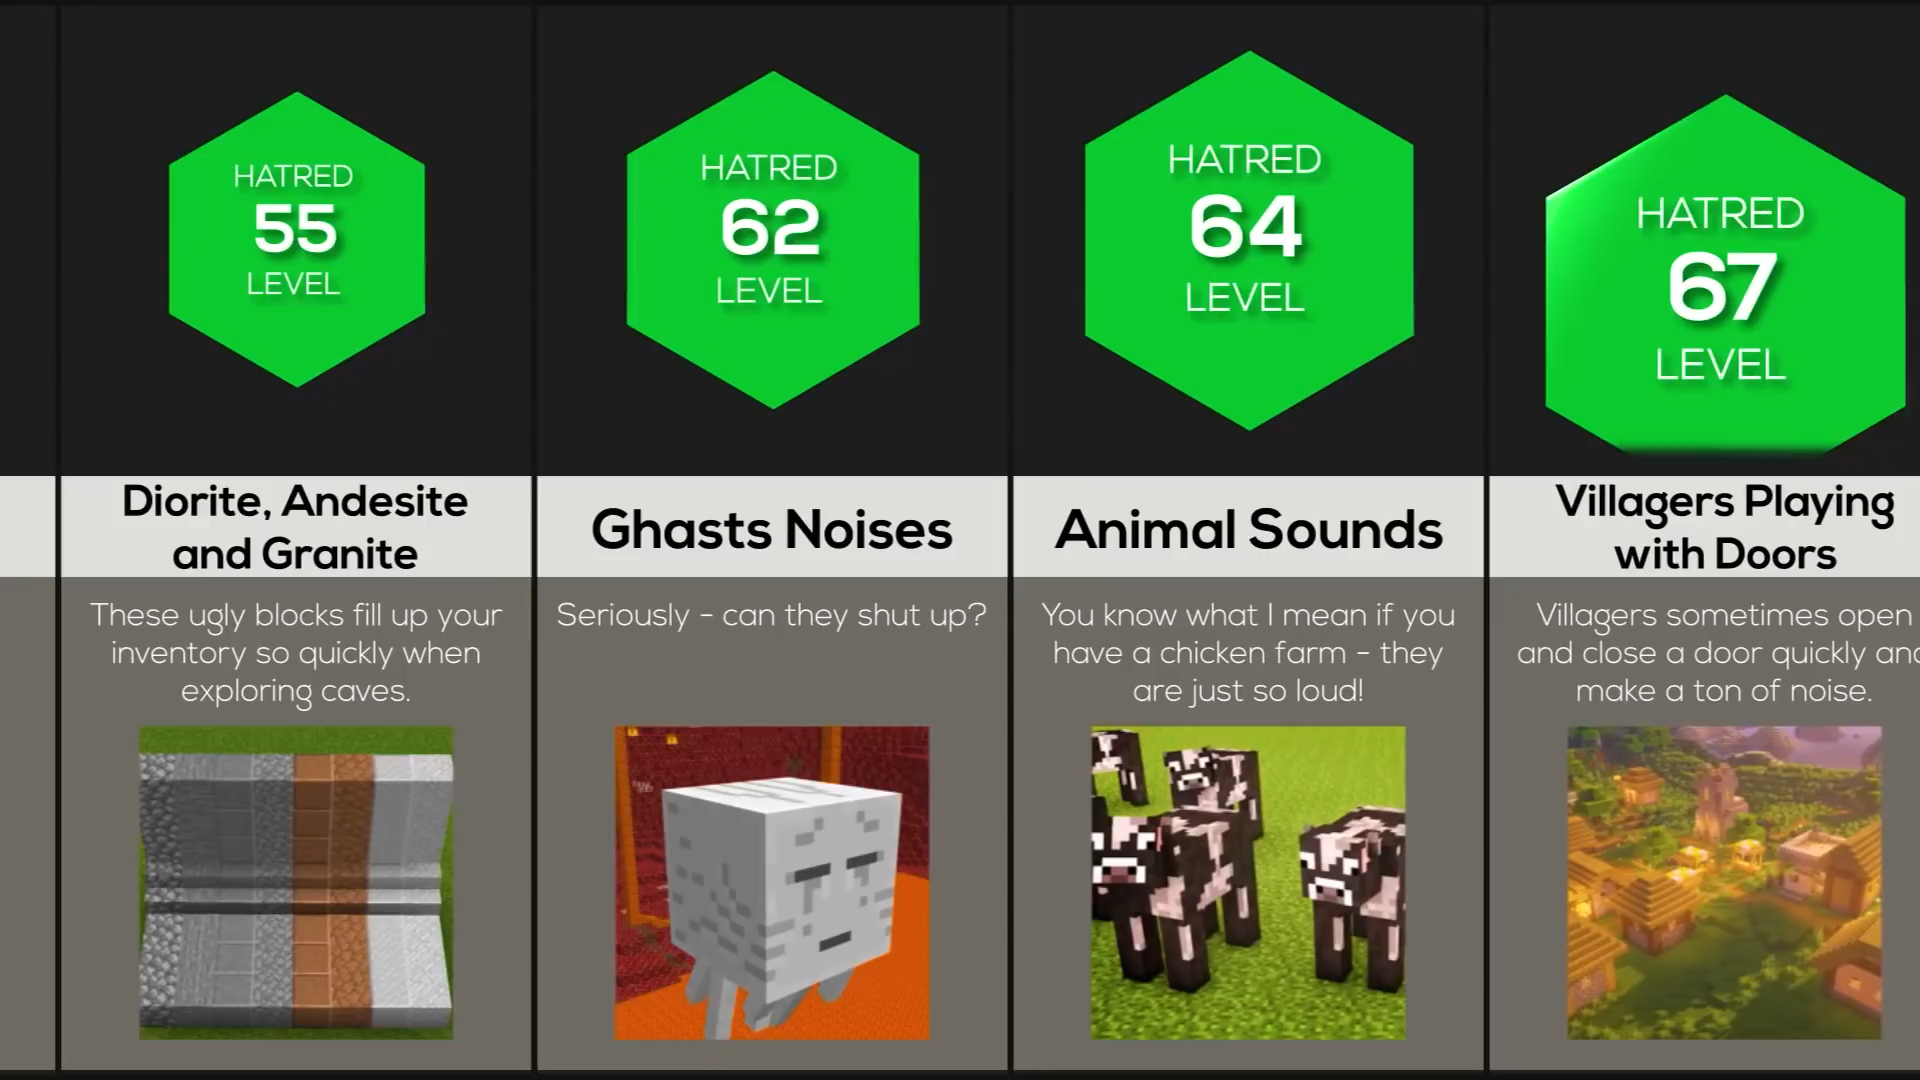 HATRED
55
LEVEL
Diorite, Andesite
and Granite
These ugly blocks fill up your
inventory so quickly when
exploring caves.
HATRED
62
LEVEL
Ghasts Noises
Seriously - can they shut up?
HATRED
64
LEVEL
Animal Sounds
You know what I mean if you
have a chicken farm - they
are just so loud!
HATRED
67
LEVEL
Villagers Playing
with Doors
Villagers sometimes open
and close a door quickly and
make a ton of noise.